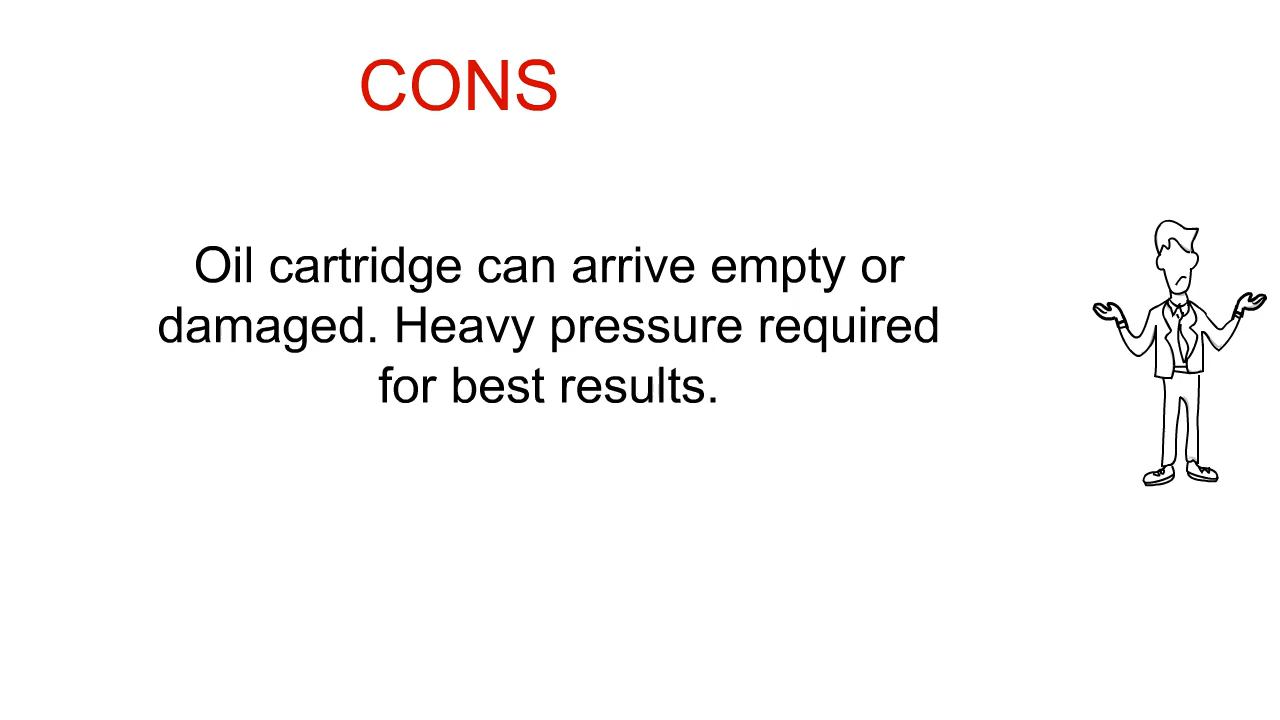 CONS
Oil cartridge can arrive empty or
damaged. Heavy pressure required
for best results.